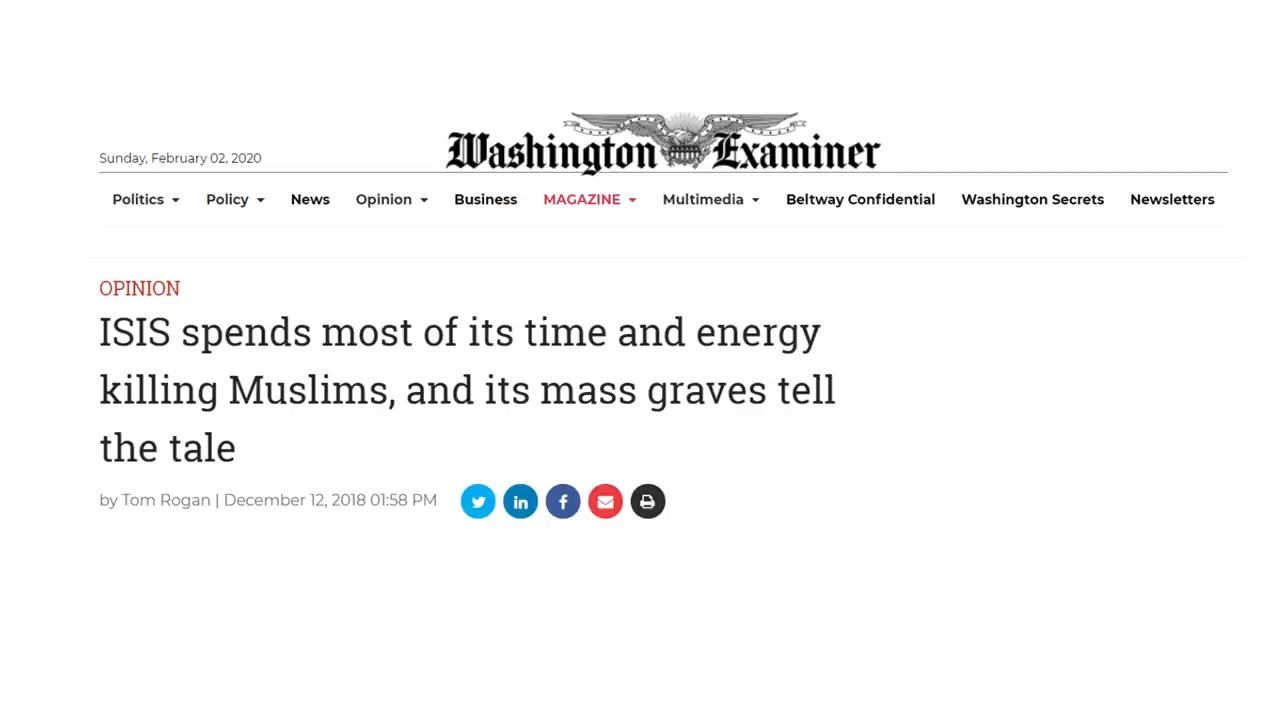 Washington Examiner
Sunday, February 02, 2020
Politics Policy News Opinion Business MAGAZINE Multimedia Beltway Confidential Washington Secrets Newsletters
OPINION
ISIS spends most of its time and energy
killing Muslims, and its mass graves tell
the tale
by Tom Rogan | December 12, 2018 01:58 PM